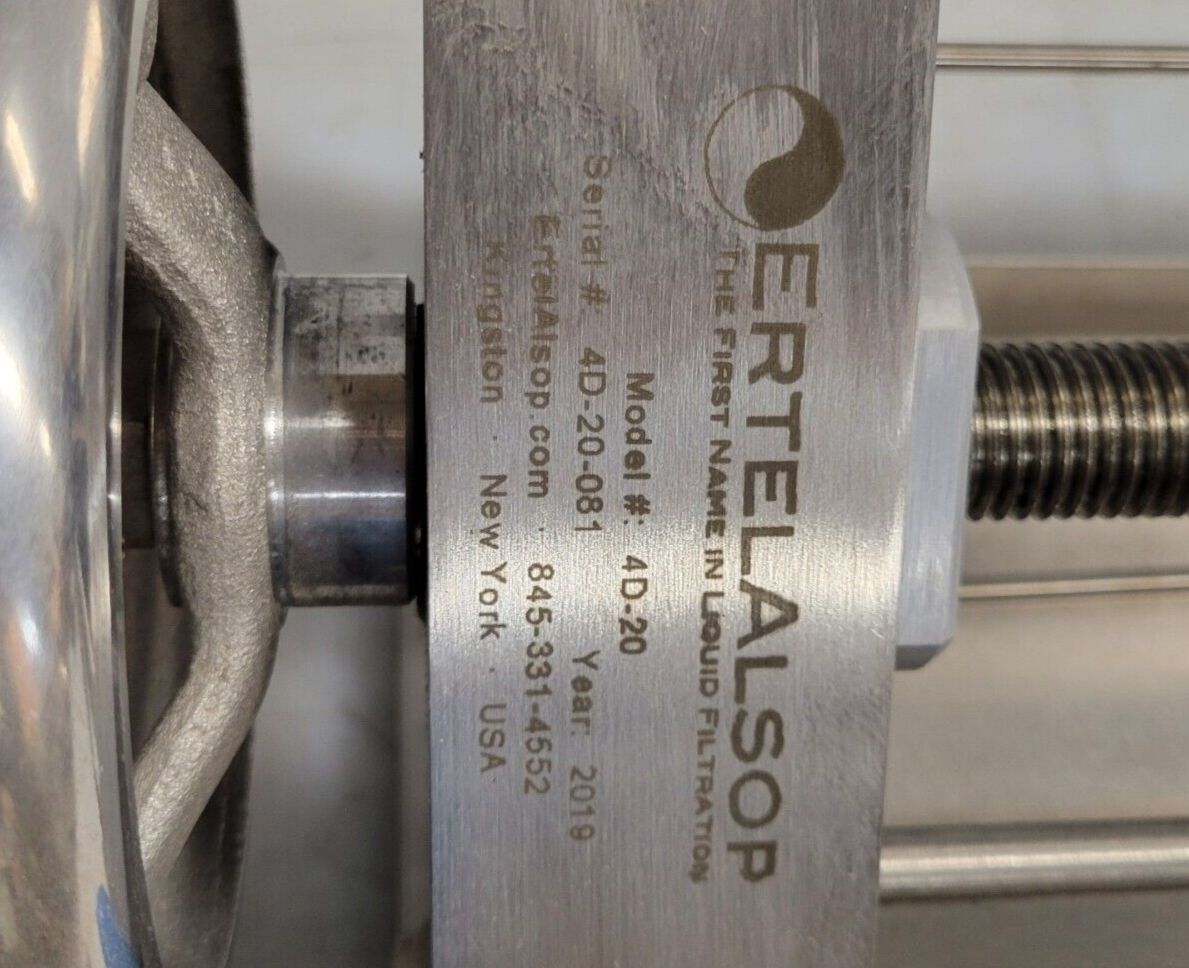 ERTELALSOP
THE FIRST NAME IN LIQUID FILTRATION
Model #: 4D-20
Serial #: 4D-20-081 Year: 2019
ErtelAlsop.com · 845-331-4552
Kingston · New York · USA